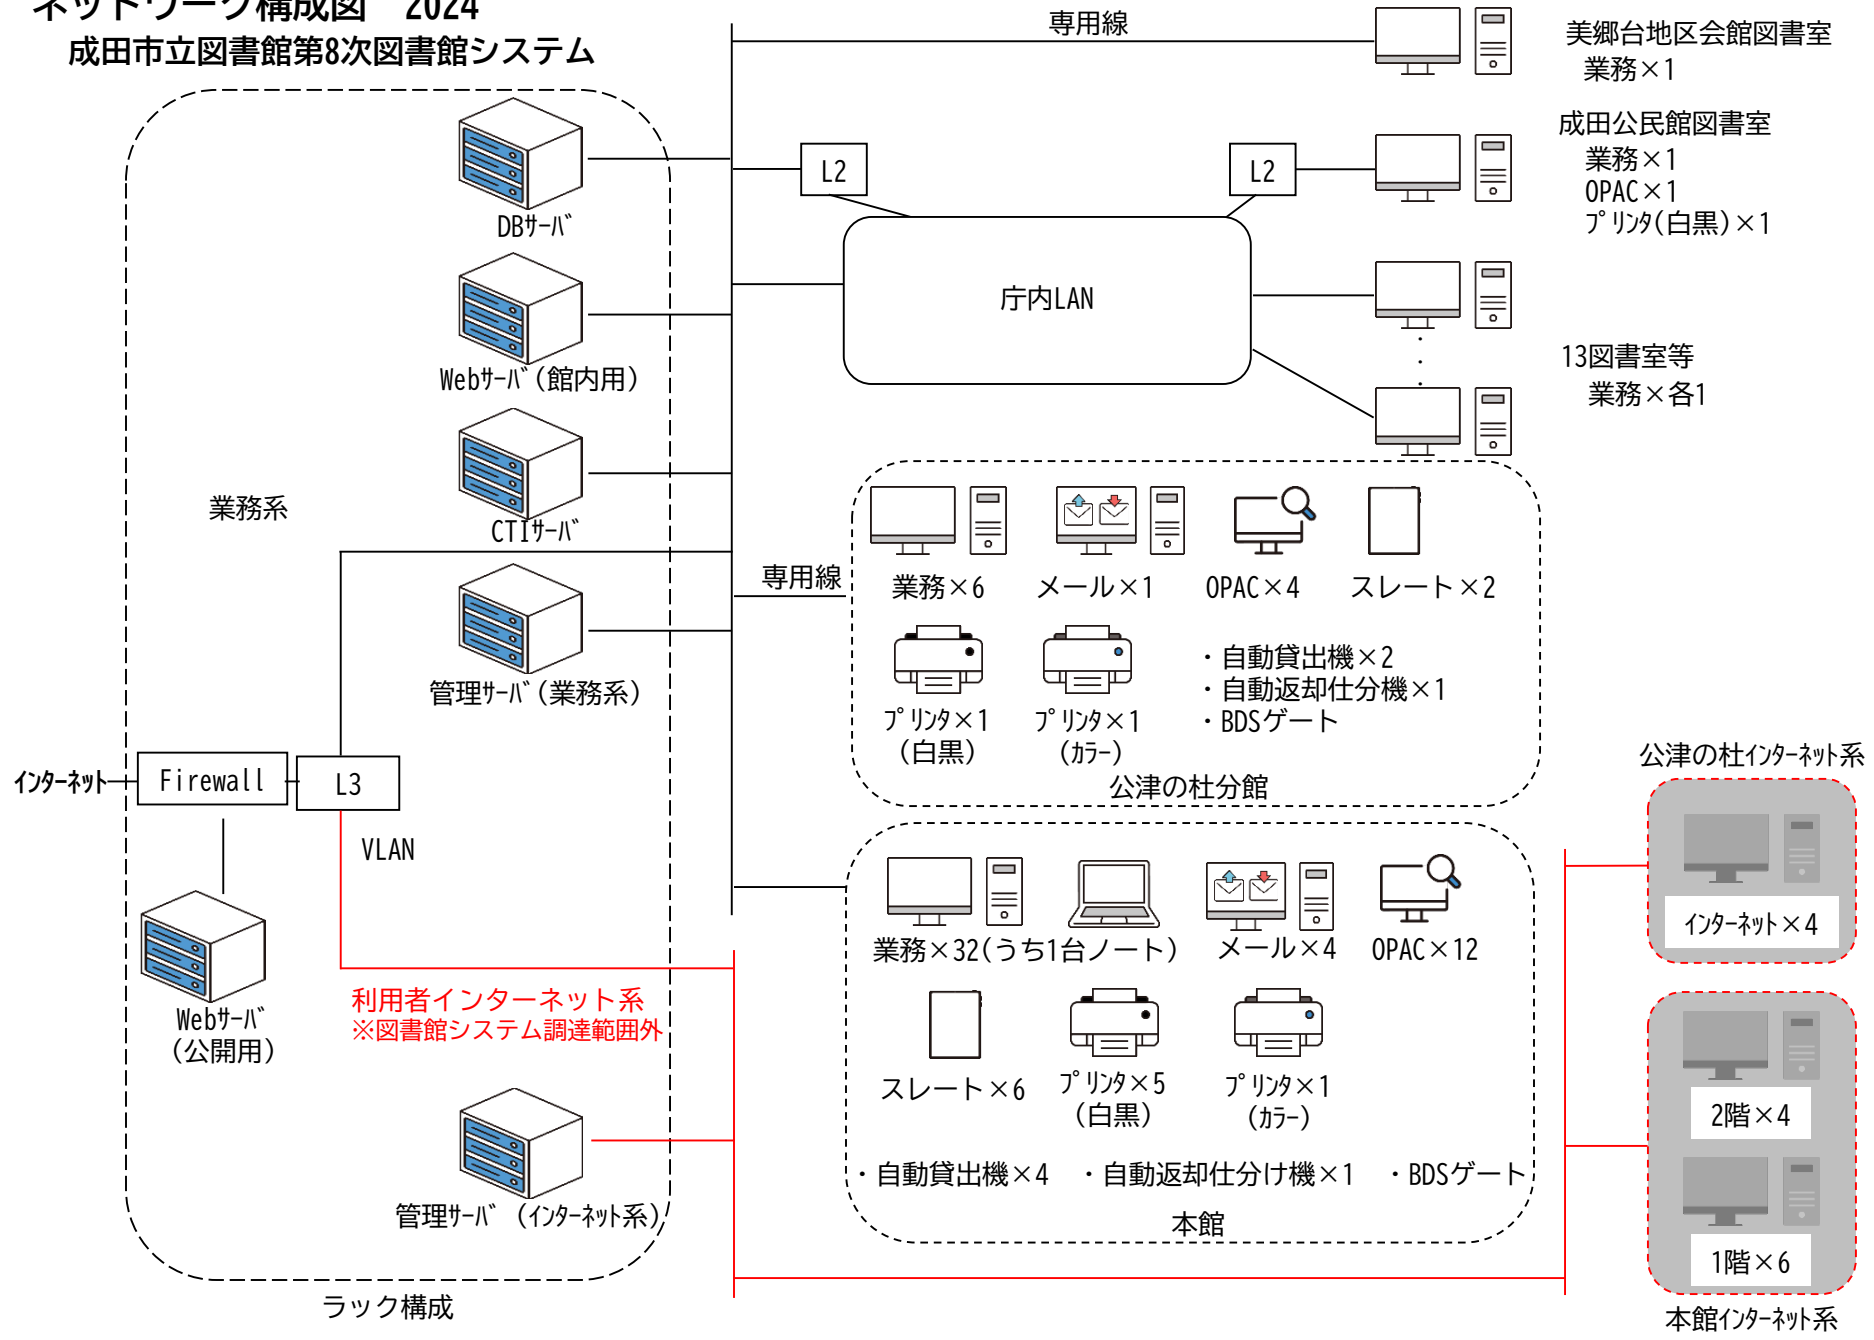 ネットワーク構成図　2024
成田市立図書館第8次図書館システム
専用線
美郷台地区会館図書室
業務×1
成田公民館図書室
業務×1
OPAC×1
ﾌﾟﾘﾝﾀ(白黒)×1
L2
L2
庁内LAN
13図書室等
業務×各1
DBｻｰﾊﾞ
Webｻｰﾊﾞ(館内用)
CTIｻｰﾊﾞ
業務系
管理ｻｰﾊﾞ(業務系)
専用線
業務×6
メール×1
OPAC×4
スレート×2
ﾌﾟﾘﾝﾀ×1
(白黒)
ﾌﾟﾘﾝﾀ×1
(ｶﾗｰ)
・自動貸出機×2
・自動返却仕分機×1
・BDSゲート
公津の杜分館
ｲﾝﾀｰﾈｯﾄ
Firewall
L3
VLAN
Webｻｰﾊﾞ
(公開用)
利用者インターネット系
※図書館システム調達範囲外
管理ｻｰﾊﾞ (ｲﾝﾀｰﾈｯﾄ系)
ラック構成
業務×32(うち1台ノート)
メール×4
OPAC×12
スレート×6
ﾌﾟﾘﾝﾀ×5
(白黒)
ﾌﾟﾘﾝﾀ×1
(ｶﾗｰ)
・自動貸出機×4　・自動返却仕分け機×1　・BDSゲート
本館
公津の杜ｲﾝﾀｰﾈｯﾄ系
ｲﾝﾀｰﾈｯﾄ×4
2階×4
1階×6
本館ｲﾝﾀｰﾈｯﾄ系